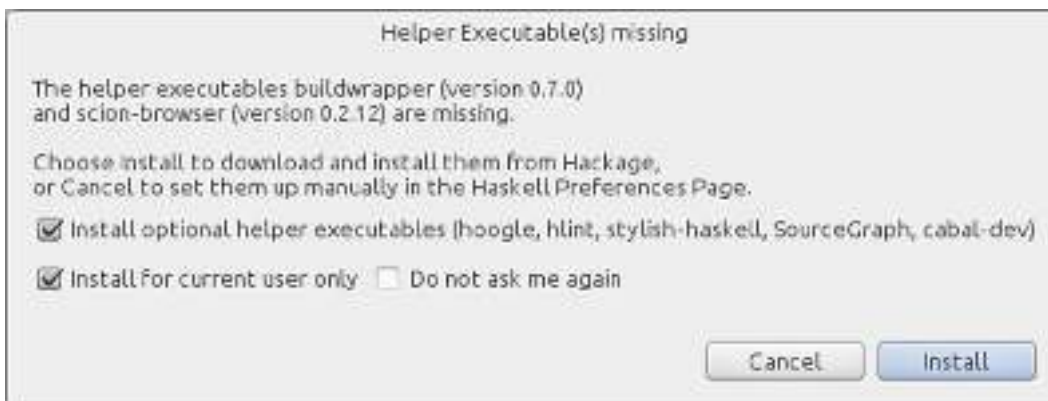 Helper Executable(s) missing
The helper executables buildwrapper (version 0.7.0)
and scion-browser (version 0.2.12) are missing.
Choose Install to download and install them from Hackage,
or Cancel to set them up manually in the Haskell Preferences Page.
Install optional helper executables (hoogle, hlint, stylish-haskell, SourceGraph, cabal-dev)
Install for current user only Do not ask me again
Cancel Install